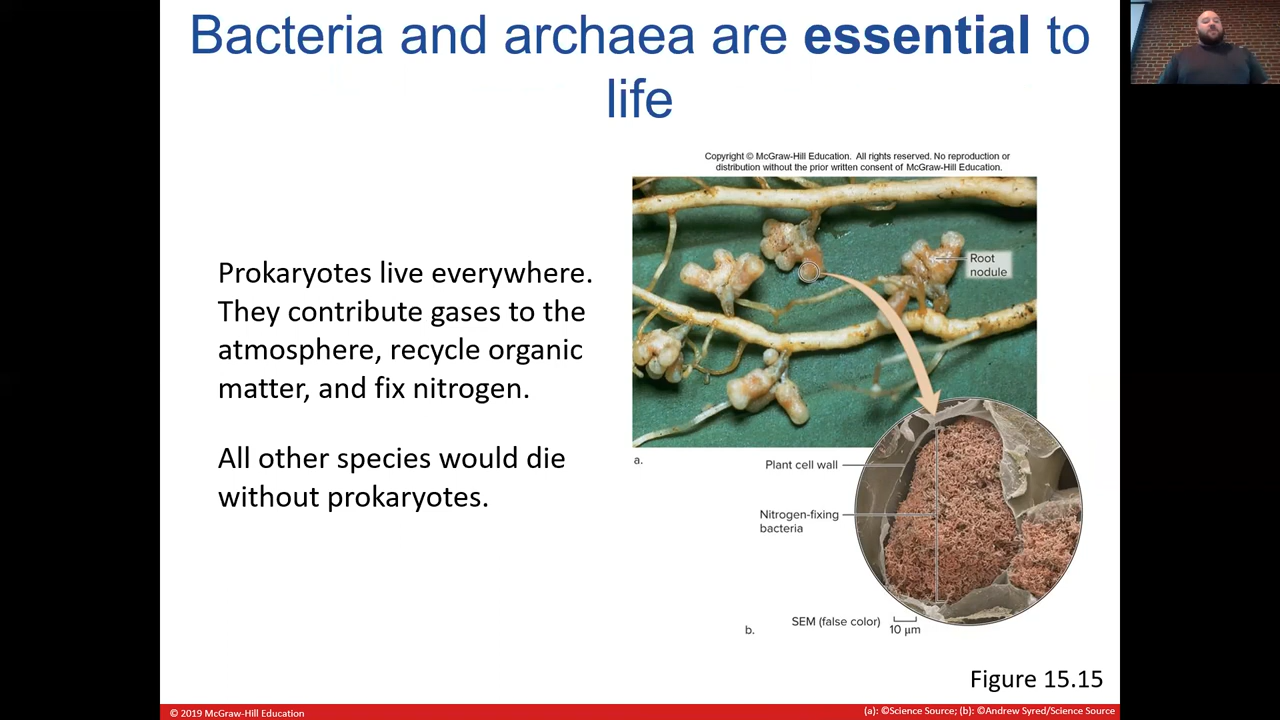 Bacteria and archaea are essential to
life
Copyright © McGraw-Hill Education. All rights reserved. No reproduction or
distribution without the prior written consent of McGraw-Hill Education.
Prokaryotes live everywhere.
They contribute gases to the
atmosphere, recycle organic
matter, and fix nitrogen.
All other species would die
without prokaryotes.
Root
nodule
a.
Plant cell wall
Nitrogen-fixing
bacteria
SEM (false color)
10 μm
b.
Figure 15.15
© 2019 McGraw-Hill Education
(a): ©Science Source; (b): ©Andrew Syred/Science Source